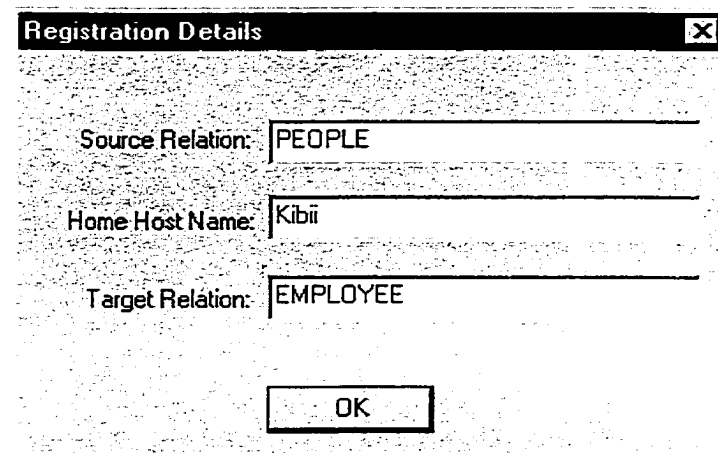 Registration Details
Source Relation: PEOPLE
Home Host Name: Kibii
Target Relation: EMPLOYEE
OK